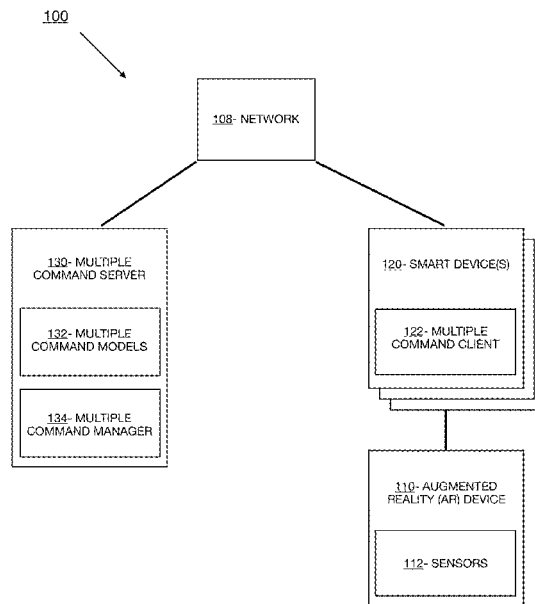 100
108- NETWORK
130- MULTIPLE
COMMAND SERVER
132- MULTIPLE
COMMAND MODELS
134- MULTIPLE
COMMAND MANAGER
120- SMART DEVICE(S)
122- MULTIPLE
COMMAND CLIENT
110- AUGMENTED
REALITY (AR) DEVICE
112- SENSORS